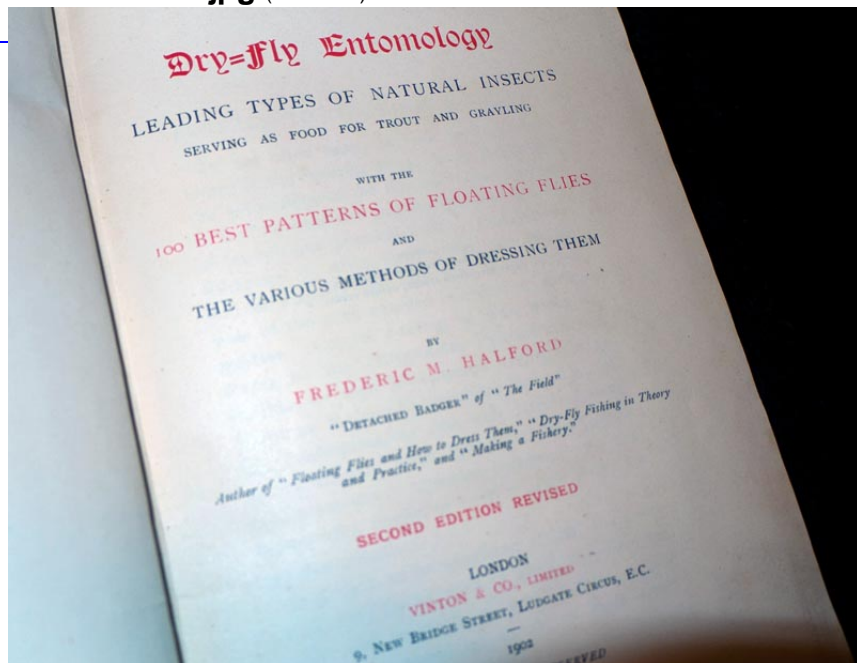 Dry=Fly Entomology
LEADING TYPES OF NATURAL INSECTS
SERVING AS FOOD FOR TROUT AND GRAYLING
WITH THE
100 BEST PATTERNS OF FLOATING FLIES
AND
THE VARIOUS METHODS OF DRESSING THEM
BY
FREDERIC M. HALFORD
"DETACHED BADGER" of "The Field"
Author of "Floating Flies and How to Dress Them," "Dry-Fly Fishing in Theory
and Practice," and "Making a Fishery."
SECOND EDITION REVISED
LONDON
VINTON & CO., LIMITED
9, NEW BRIDGE STREET, LUDGATE CIRCUS, E.C.
1902